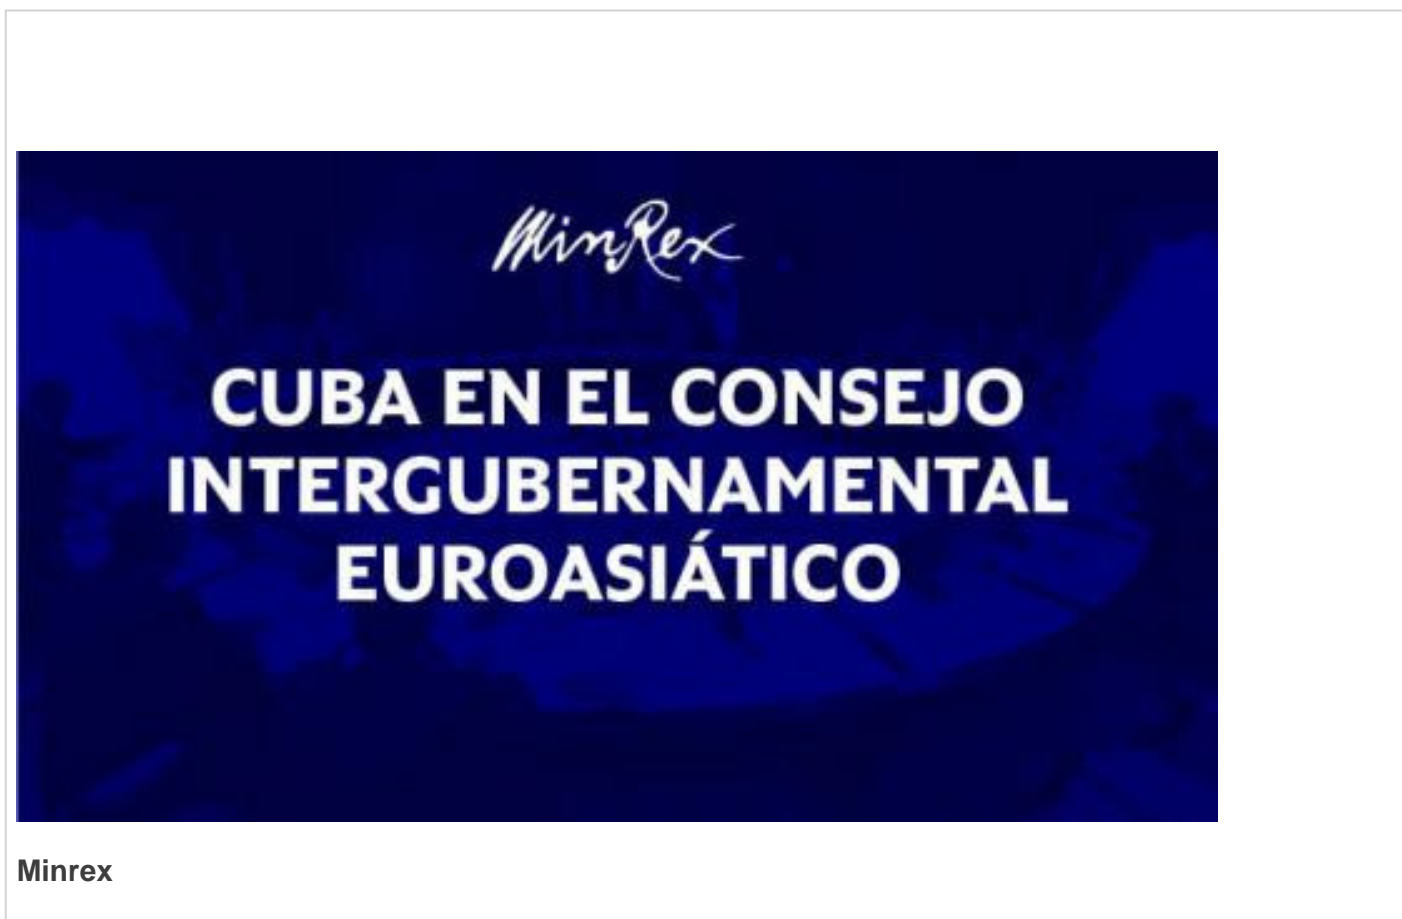 MinRex
CUBA EN EL CONSEJO
INTERGUBERNAMENTAL
EUROASIÁTICO
Minrex